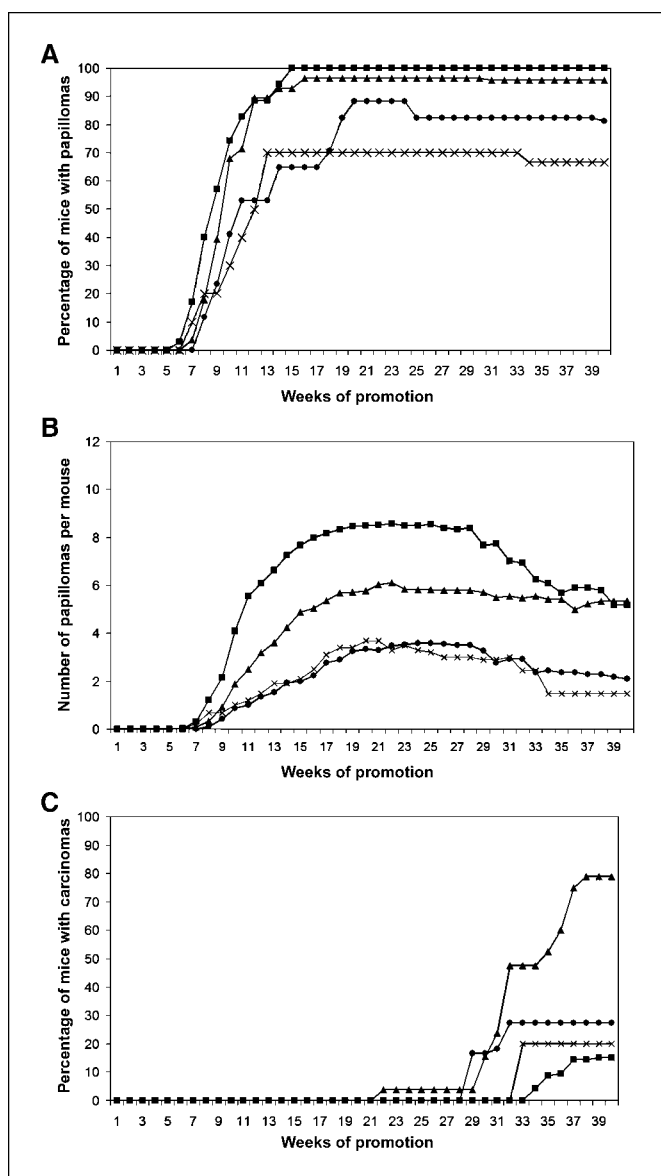 A
Percentage of mice with papillomas
100
90
80
70
60
50
40
30
20
10
0
1 3 5 7 9 11 13 15 17 19 21 23 25 27 29 31 33 35 37 39
Weeks of promotion
B
Number of papillomas per mouse
12
10
8
6
4
2
0
1 3 5 7 9 11 13 15 17 19 21 23 25 27 29 31 33 35 37 39
Weeks of promotion
C
Percentage of mice with carcinomas
100
90
80
70
60
50
40
30
20
10
0
1 3 5 7 9 11 13 15 17 19 21 23 25 27 29 31 33 35 37 39
Weeks of promotion